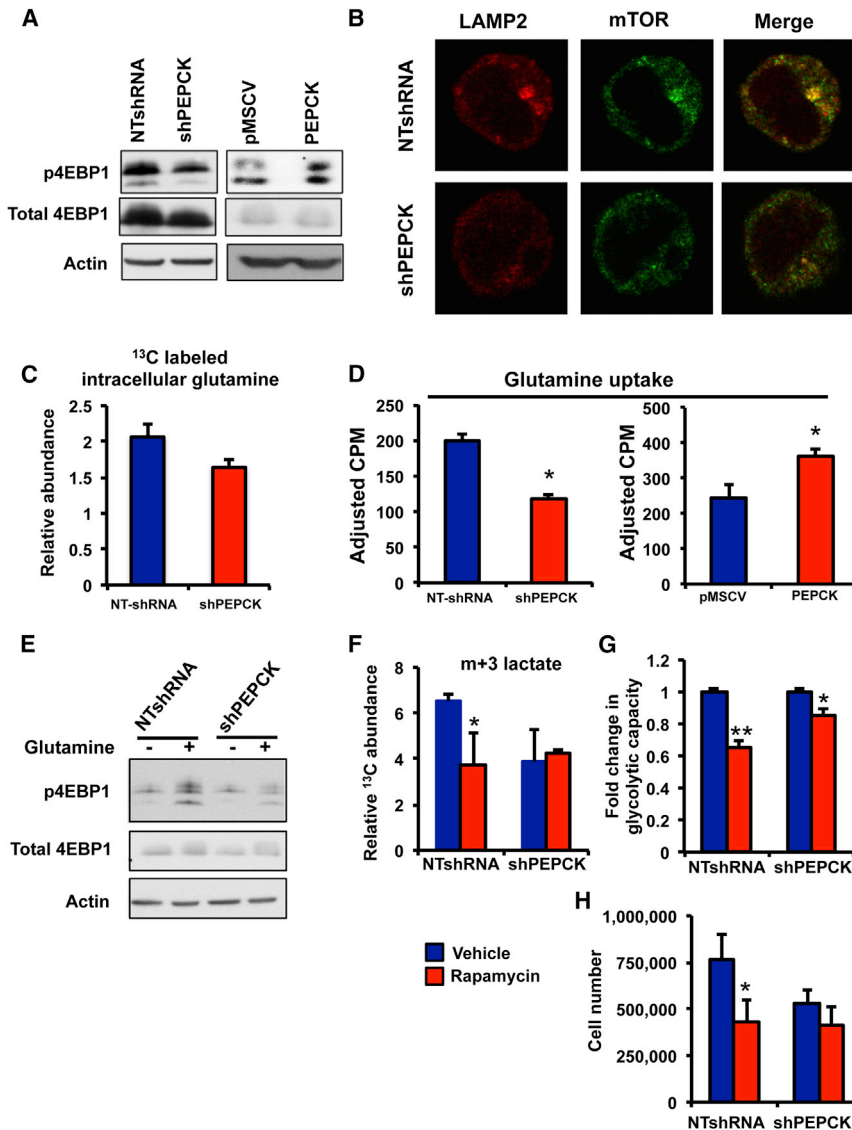 A
NTshRNA
shPEPCK
pMSCV
PEPCK
p4EBP1
Total 4EBP1
Actin
B
LAMP2
mTOR
Merge
NTshRNA
shPEPCK
C
¹³C labeled
intracellular glutamine
Relative abundance
2.5
2
1.5
1
0.5
0
NT-shRNA
shPEPCK
D
Glutamine uptake
Adjusted CPM
250
200
150
100
50
0
*
NT-shRNA
shPEPCK
Adjusted CPM
500
400
300
200
100
0
*
pMSCV
PEPCK
E
NTshRNA
shPEPCK
Glutamine
- + - +
p4EBP1
Total 4EBP1
Actin
F
m+3 lactate
Relative ¹³C abundance
8
6
4
2
0
*
NTshRNA
shPEPCK
G
Fold change in
glycolytic capacity
1.2
1
0.8
0.6
0.4
0.2
0
**
*
NTshRNA
shPEPCK
Vehicle
Rapamycin
H
Cell number
1,000,000
750,000
500,000
250,000
0
*
NTshRNA
shPEPCK